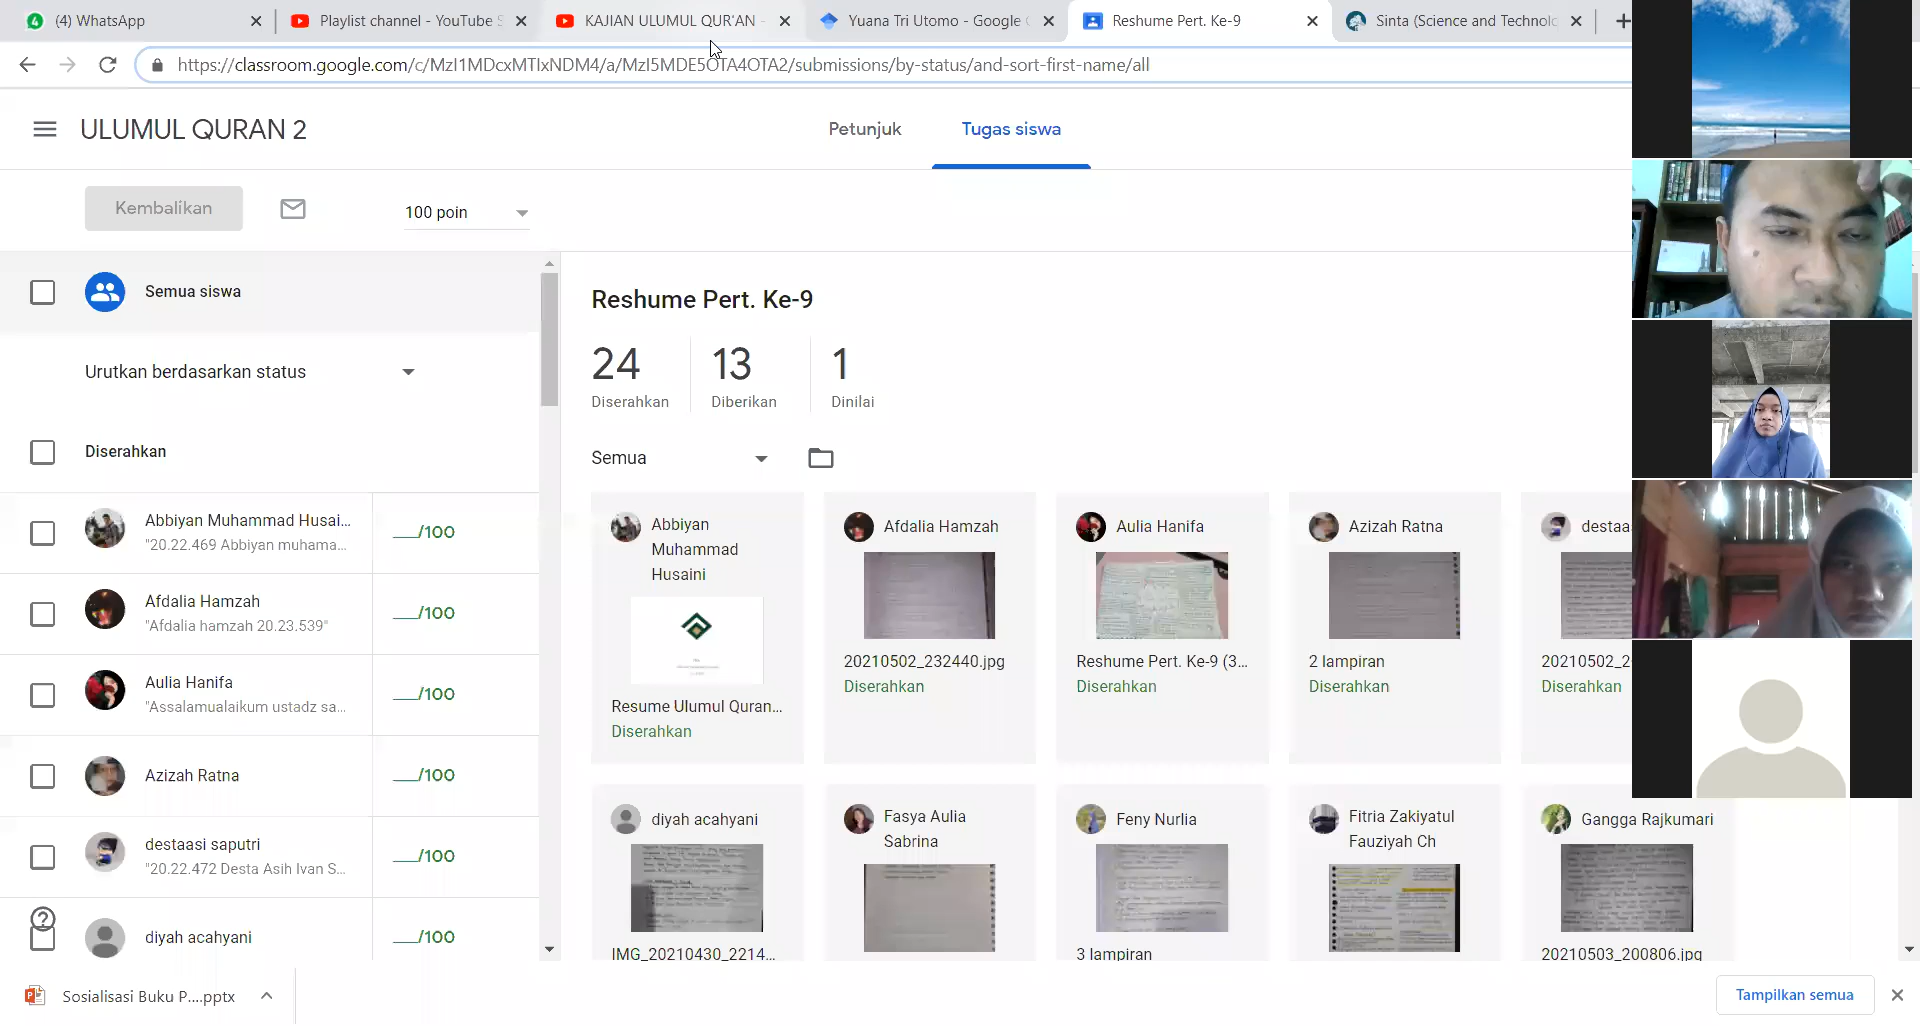 (4) WhatsApp
Playlist channel - YouTube S
KAJIAN ULUMUL QUR'AN -
Yuana Tri Utomo - Google
Reshume Pert. Ke-9
Sinta (Science and Technolo
https://classroom.google.com/c/MzI1MDcxMTIxNDM4/a/MzI5MDE5OTA4OTA2/submissions/by-status/and-sort-first-name/all
ULUMUL QURAN 2
Petunjuk
Tugas siswa
Kembalikan
100 poin
Semua siswa
Urutkan berdasarkan status
Diserahkan
Abbiyan Muhammad Husai...
"20.22.469 Abbiyan muhama...
__/100
Afdalia Hamzah
"Afdalia hamzah 20.23.539"
__/100
Aulia Hanifa
"Assalamualaikum ustadz sa...
__/100
Azizah Ratna
__/100
destaasi saputri
"20.22.472 Desta Asih Ivan S...
__/100
diyah acahyani
__/100
Reshume Pert. Ke-9
24
13
1
Diserahkan
Diberikan
Dinilai
Semua
Abbiyan
Muhammad
Husaini
Resume Ulumul Quran...
Diserahkan
Afdalia Hamzah
20210502_232440.jpg
Diserahkan
Aulia Hanifa
Reshume Pert. Ke-9 (3...
Diserahkan
Azizah Ratna
2 lampiran
Diserahkan
destaa
20210502_2
Diserahkan
diyah acahyani
IMG_20210430_2214...
Fasya Aulia
Sabrina
Feny Nurlia
3 lampiran
Fitria Zakiyatul
Fauziyah Ch
Gangga Rajkumari
20210503_200806.jpg
Sosialisasi Buku P....pptx
Tampilkan semua